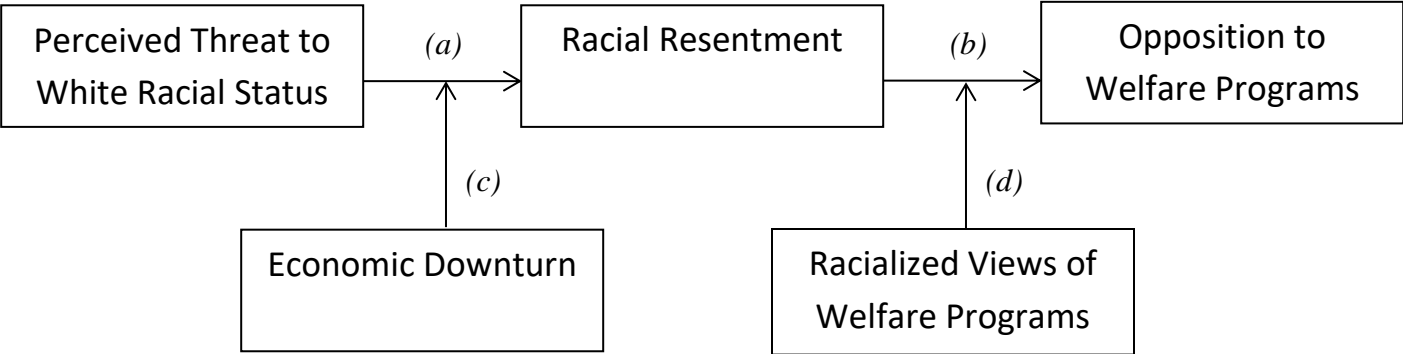 Perceived Threat to
White Racial Status
(a)
Racial Resentment
(b)
Opposition to
Welfare Programs
(c)
(d)
Economic Downturn
Racialized Views of
Welfare Programs